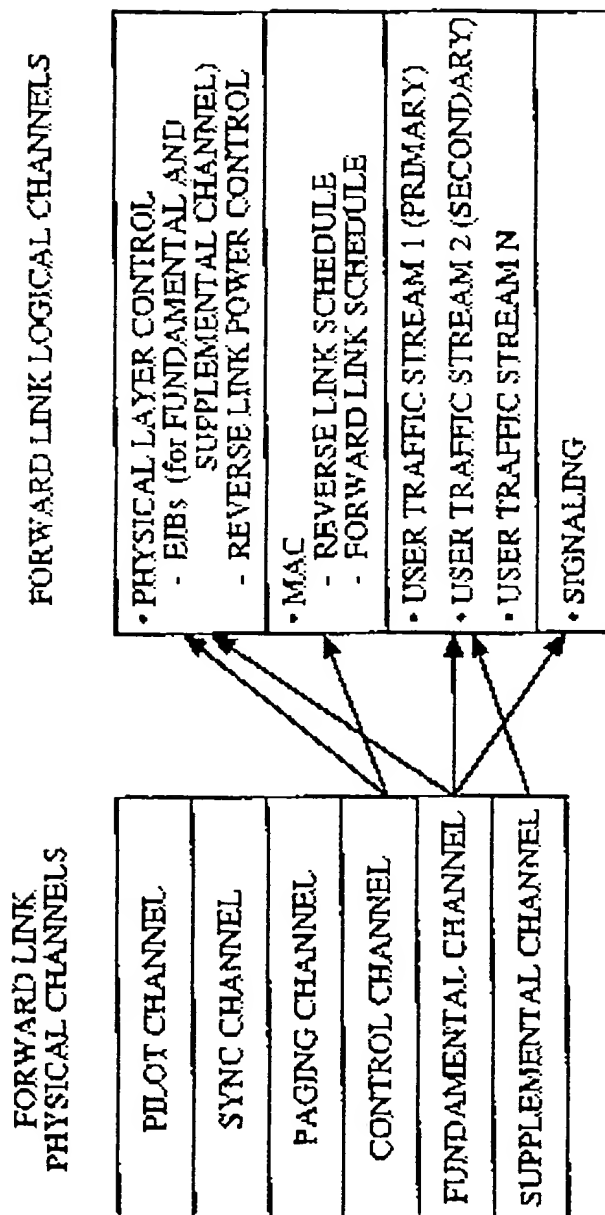 FORWARD LINK
PHYSICAL CHANNELS
PILOT CHANNEL
SYNC CHANNEL
PAGING CHANNEL
CONTROL CHANNEL
FUNDAMENTAL CHANNEL
SUPPLEMENTAL CHANNEL
FORWARD LINK LOGICAL CHANNELS
• PHYSICAL LAYER CONTROL
- EIBs (for FUNDAMENTAL AND
SUPPLEMENTAL CHANNEL)
- REVERSE LINK POWER CONTROL
• MAC
- REVERSE LINK SCHEDULE
- FORWARD LINK SCHEDULE
• USER TRAFFIC STREAM 1 (PRIMARY)
• USER TRAFFIC STREAM 2 (SECONDARY)
• USER TRAFFIC STREAM N
• SIGNALING